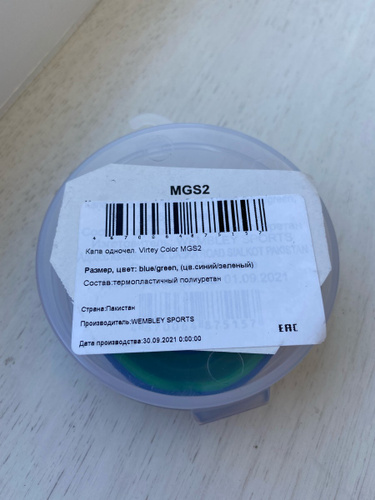 MGS2
Капа одночел. Virtey Color MGS2
Размер, цвет: blue/green, (цв.синий/зеленый)
Состав:термопластичный полиуретан
Страна:Пакистан
Производитель:WEMBLEY SPORTS
EAC
Дата производства:30.09.2021 0:00:00